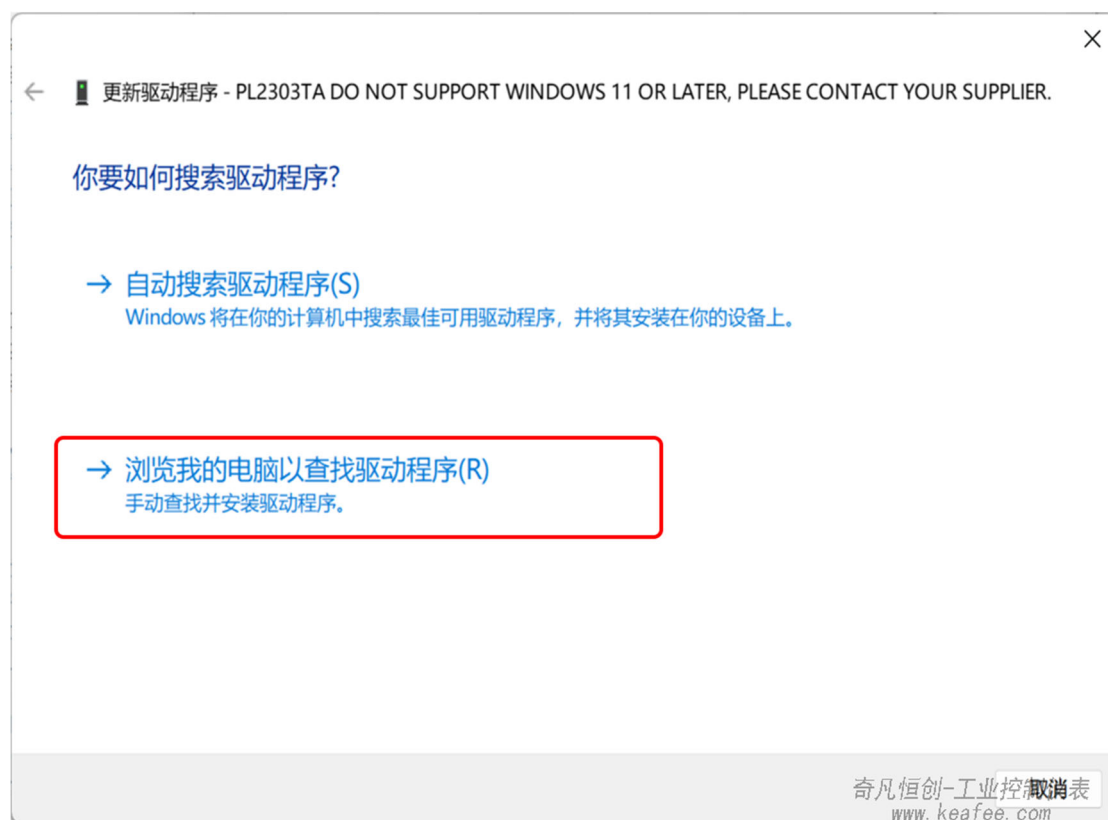 更新驱动程序 - PL2303TA DO NOT SUPPORT WINDOWS 11 OR LATER, PLEASE CONTACT YOUR SUPPLIER.
你要如何搜索驱动程序?
→ 自动搜索驱动程序(S)
Windows 将在你的计算机中搜索最佳可用驱动程序，并将其安装在你的设备上。
→ 浏览我的电脑以查找驱动程序(R)
手动查找并安装驱动程序。
取消
奇凡恒创-工业控制仪表
www.keafee.com